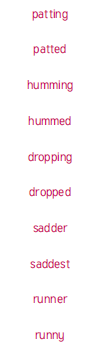 patting
patted
humming
hummed
dropping
dropped
sadder
saddest
runner
runny